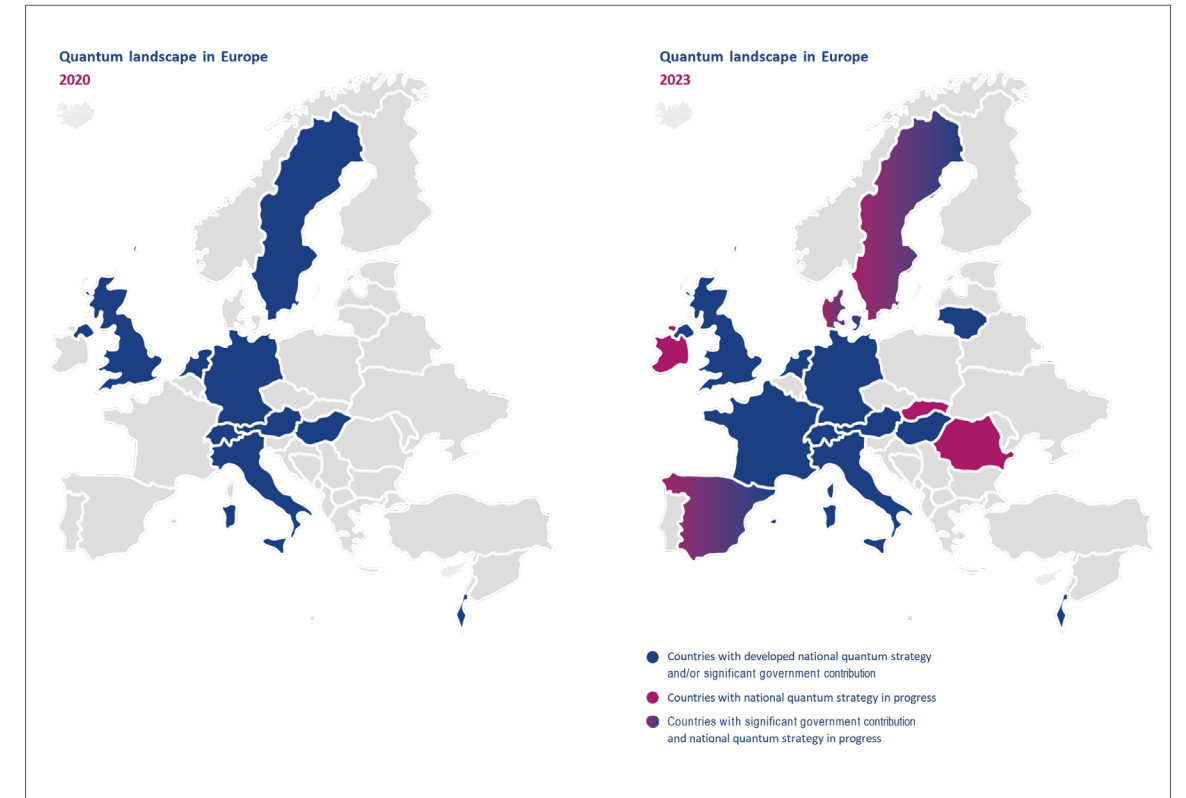 Quantum landscape in Europe
2020
Quantum landscape in Europe
2023
Countries with developed national quantum strategy
and/or significant government contribution
Countries with national quantum strategy in progress
Countries with significant government contribution
and national quantum strategy in progress